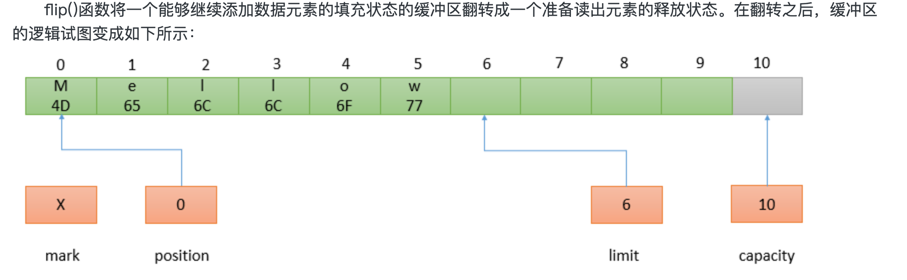 flip()函数将一个能够继续添加数据元素的填充状态的缓冲区翻转成一个准备读出元素的释放状态。在翻转之后，缓冲区
的逻辑试图变成如下所示：
0 1 2 3 4 5 6 7 8 9 10
M e l l o w
4D 65 6C 6C 6F 77
X 0 6 10
mark position limit capacity